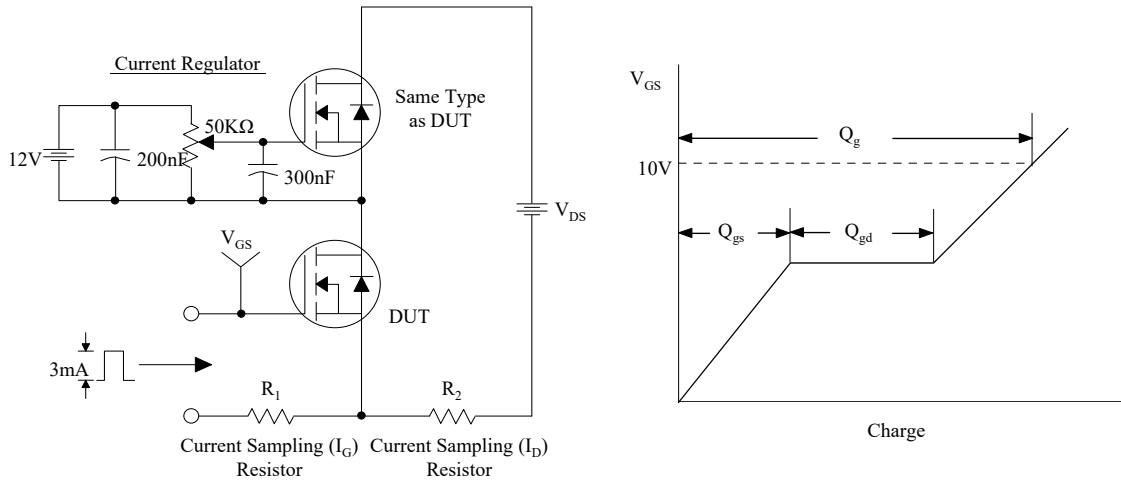 Current Regulator
12V
200nF
50KΩ
300nF
Same Type
as DUT
V_DS
V_GS
DUT
3mA
R_1
R_2
Current Sampling (I_G)
Resistor
Current Sampling (I_D)
Resistor
V_GS
10V
Q_g
Q_gs
Q_gd
Charge